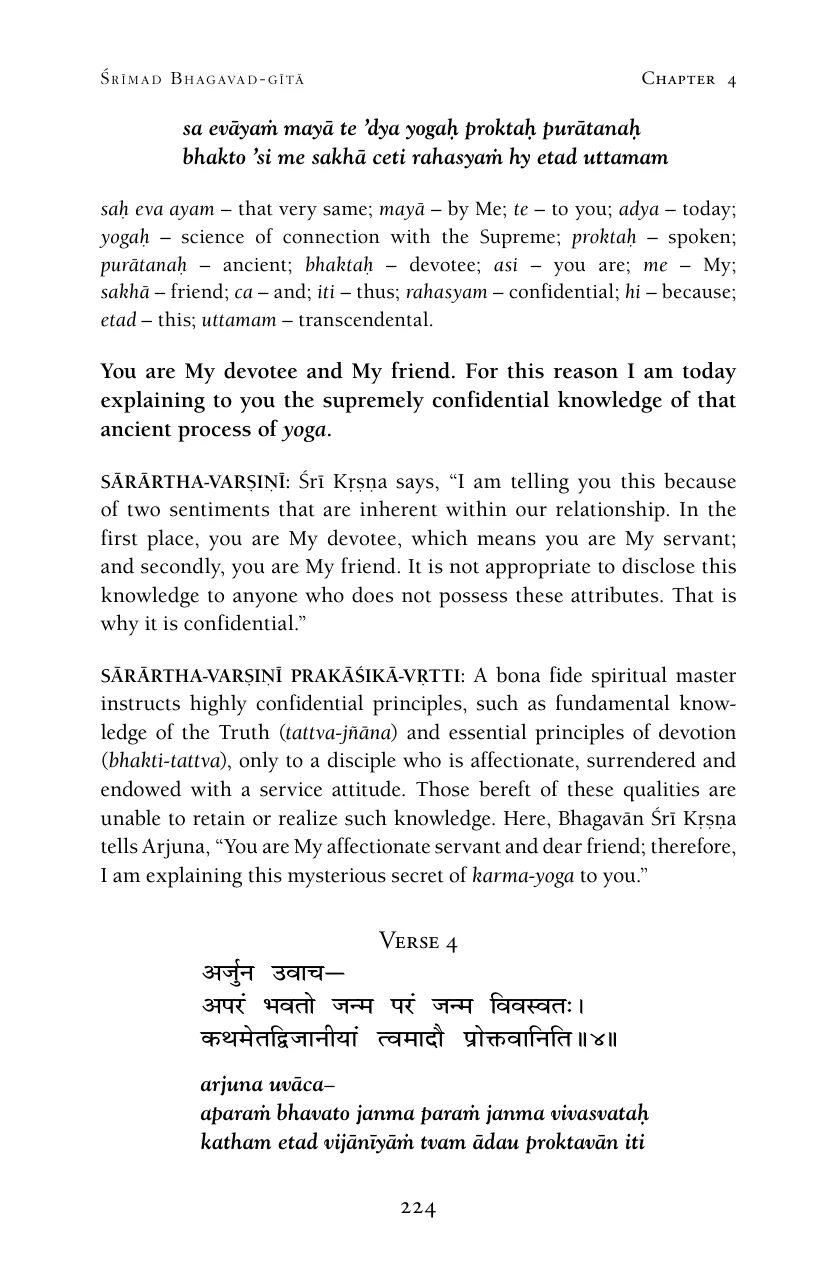 Śrīmad Bhagavad-gītā Chapter 4
sa evāyaṁ mayā te ’dya yogaḥ proktaḥ purātanaḥ
bhakto ’si me sakhā ceti rahasyaṁ hy etad uttamam
saḥ eva ayam – that very same; mayā – by Me; te – to you; adya – today;
yogaḥ – science of connection with the Supreme; proktaḥ – spoken;
purātanaḥ – ancient; bhaktaḥ – devotee; asi – you are; me – My;
sakhā – friend; ca – and; iti – thus; rahasyam – confidential; hi – because;
etad – this; uttamam – transcendental.
You are My devotee and My friend. For this reason I am today
explaining to you the supremely confidential knowledge of that
ancient process of yoga.
SĀRĀRTHA-VARṢIṆĪ: Śrī Kṛṣṇa says, “I am telling you this because
of two sentiments that are inherent within our relationship. In the
first place, you are My devotee, which means you are My servant;
and secondly, you are My friend. It is not appropriate to disclose this
knowledge to anyone who does not possess these attributes. That is
why it is confidential.”
SĀRĀRTHA-VARṢIṆĪ PRAKĀŚIKĀ-VṚTTI: A bona fide spiritual master
instructs highly confidential principles, such as fundamental know-
ledge of the Truth (tattva-jñāna) and essential principles of devotion
(bhakti-tattva), only to a disciple who is affectionate, surrendered and
endowed with a service attitude. Those bereft of these qualities are
unable to retain or realize such knowledge. Here, Bhagavān Śrī Kṛṣṇa
tells Arjuna, “You are My affectionate servant and dear friend; therefore,
I am explaining this mysterious secret of karma-yoga to you.”
Verse 4
अर्जुन उवाच—
अपरं भवतो जन्म परं जन्म विवस्वतः।
कथमेतद्विजानीयां त्वमादौ प्रोक्तवानिति॥४॥
arjuna uvāca–
aparaṁ bhavato janma paraṁ janma vivasvataḥ
katham etad vijānīyāṁ tvam ādau proktavān iti
224